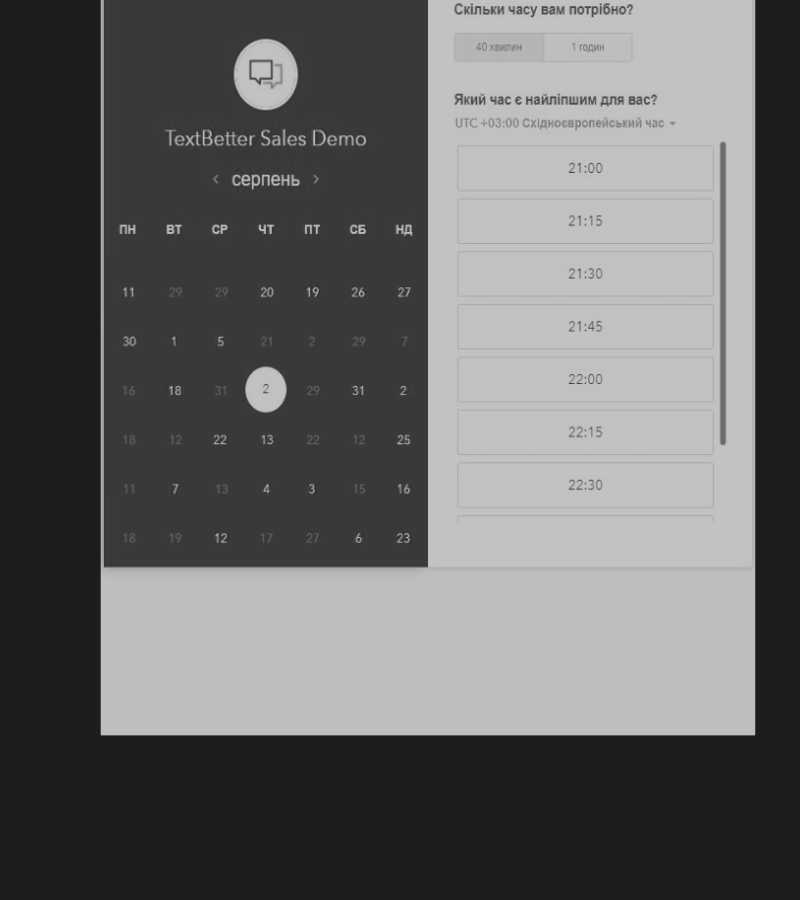 TextBetter Sales Demo
серпень
ПН ВТ СР ЧТ ПТ СБ НД
11 29 29 20 19 26 27
30 1 5 21 2 29 7
16 18 31 2 29 31 2
18 12 22 13 22 12 25
11 7 13 4 3 15 16
18 19 12 17 27 6 23
Скільки часу вам потрібно?
40 хвилин 1 годин
Який час є найліпшим для вас?
UTC +03:00 Східноєвропейський час
21:00
21:15
21:30
21:45
22:00
22:15
22:30